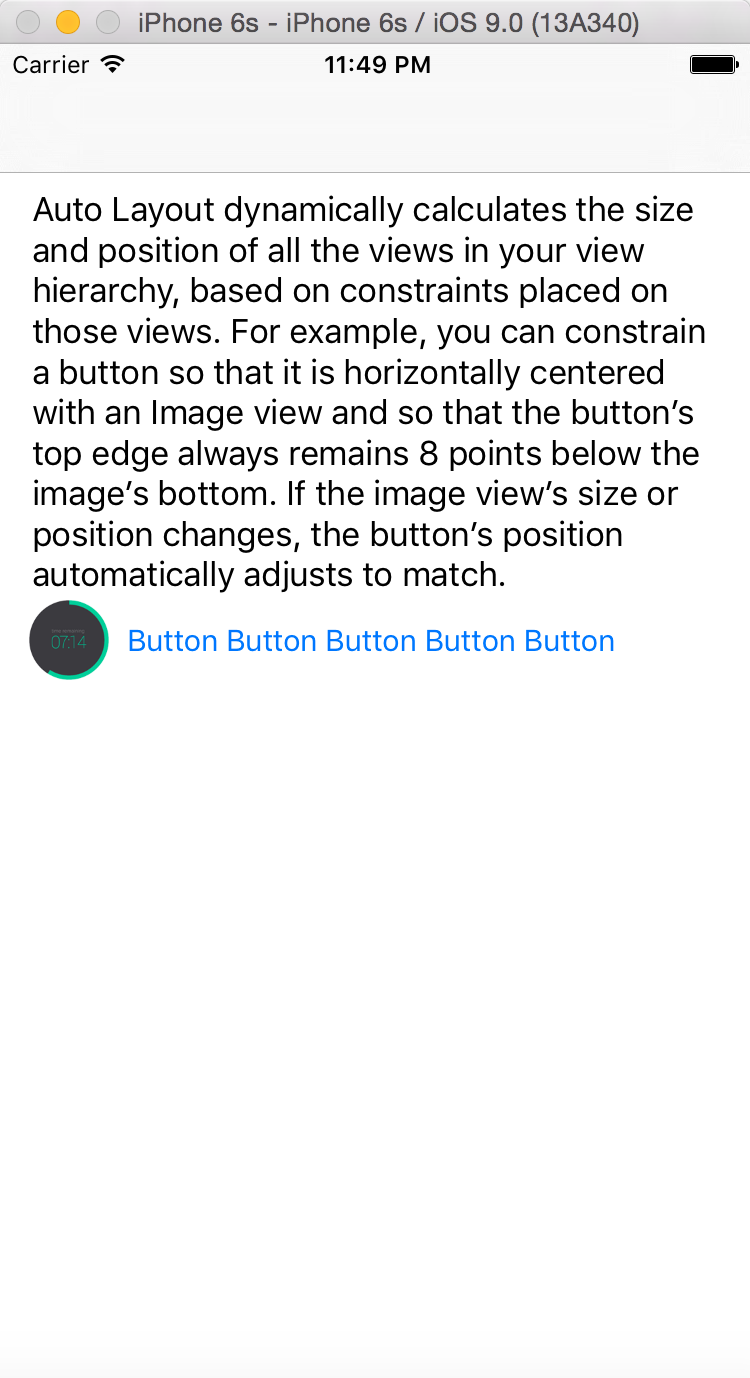 iPhone 6s - iPhone 6s / iOS 9.0 (13A340)
Carrier 11:49 PM
Auto Layout dynamically calculates the size
and position of all the views in your view
hierarchy, based on constraints placed on
those views. For example, you can constrain
a button so that it is horizontally centered
with an Image view and so that the button’s
top edge always remains 8 points below the
image’s bottom. If the image view’s size or
position changes, the button’s position
automatically adjusts to match.
07:14
Button Button Button Button Button